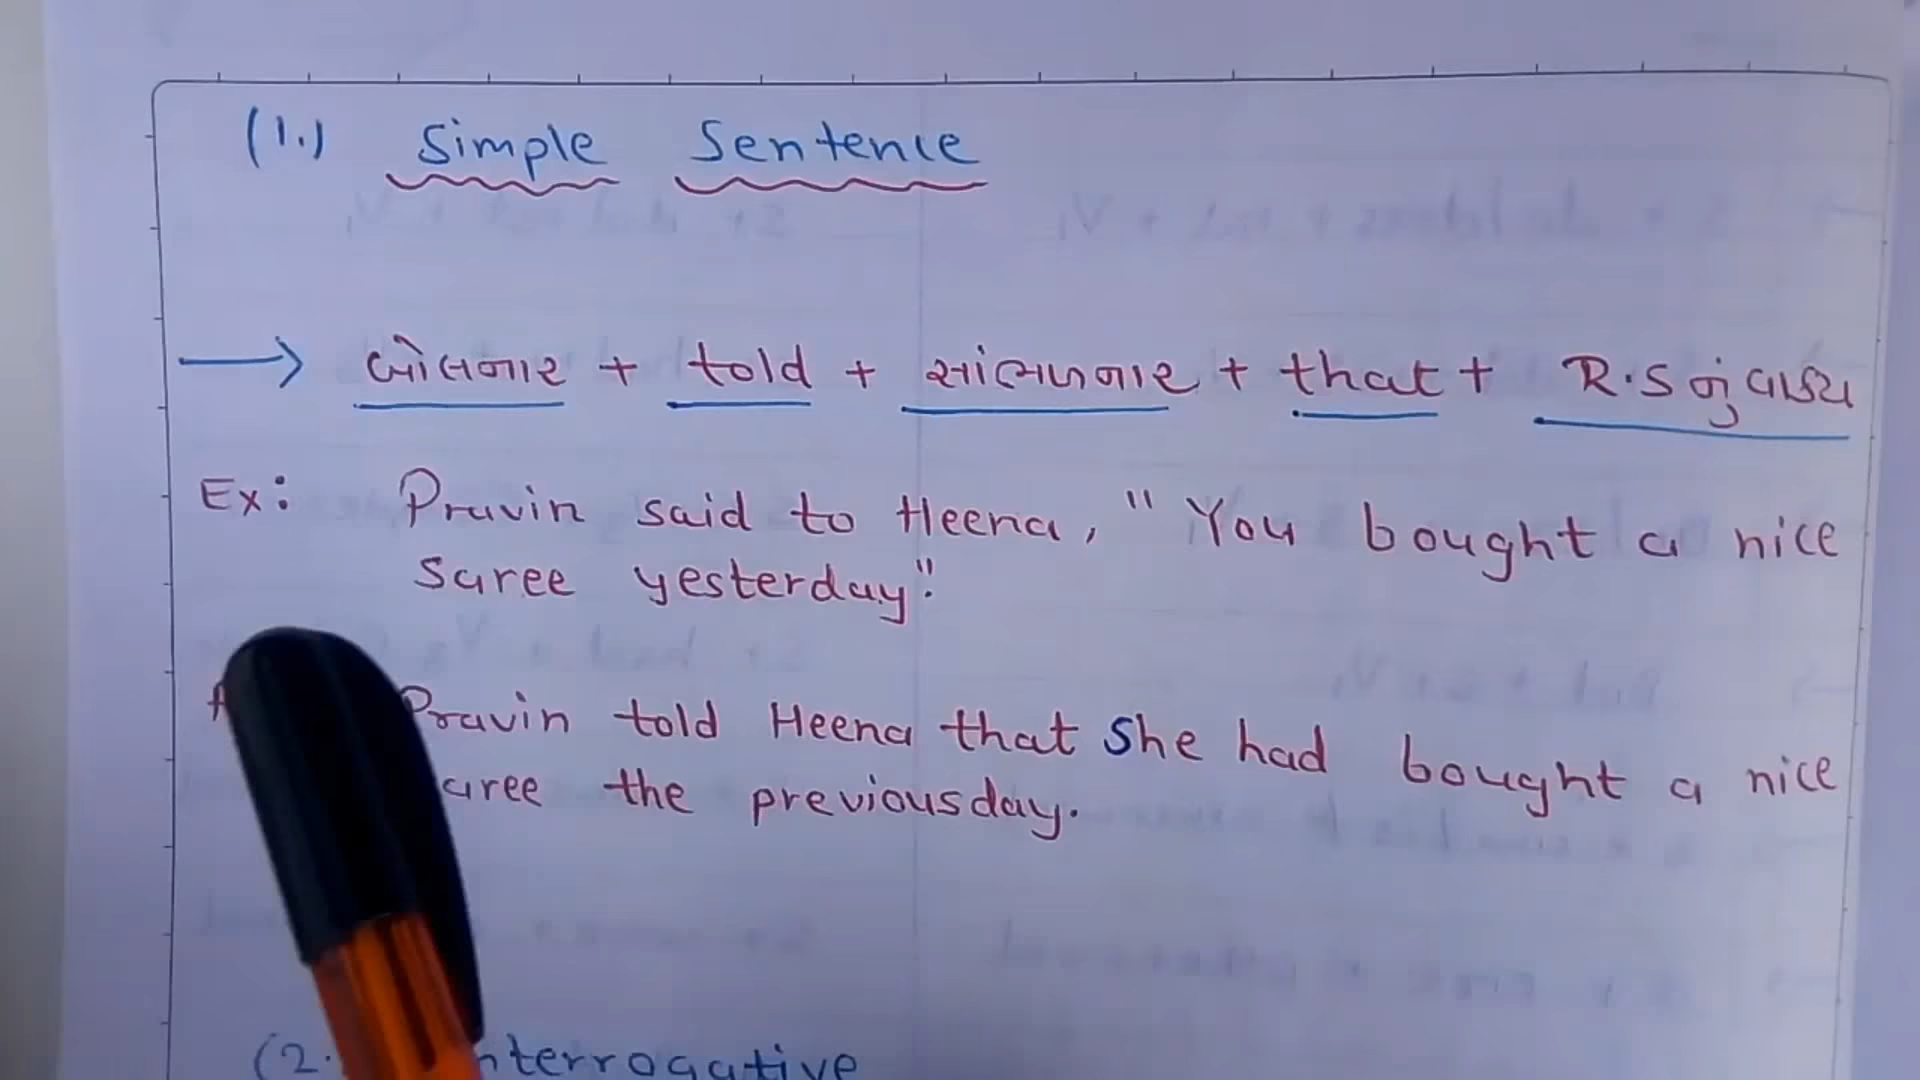 (1.) Simple Sentence
→ બોલનાર + told + સાંભળનાર + that + R.S નું વાક્ય
Ex: Pravin said to Heena, "You bought a nice
Saree yesterday".
Pravin told Heena that She had bought a nice
aree the previousday.
(2. nterrogative